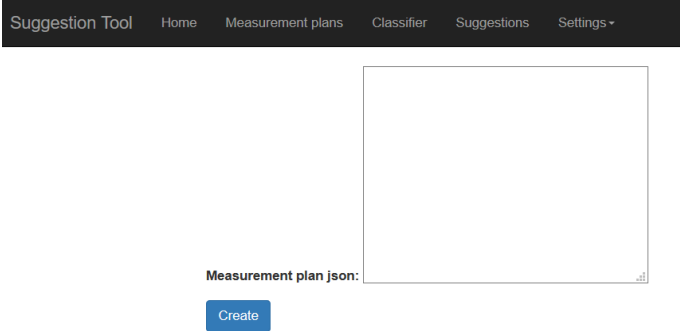 Suggestion Tool Home Measurement plans Classifier Suggestions Settings
Measurement plan json:
Create